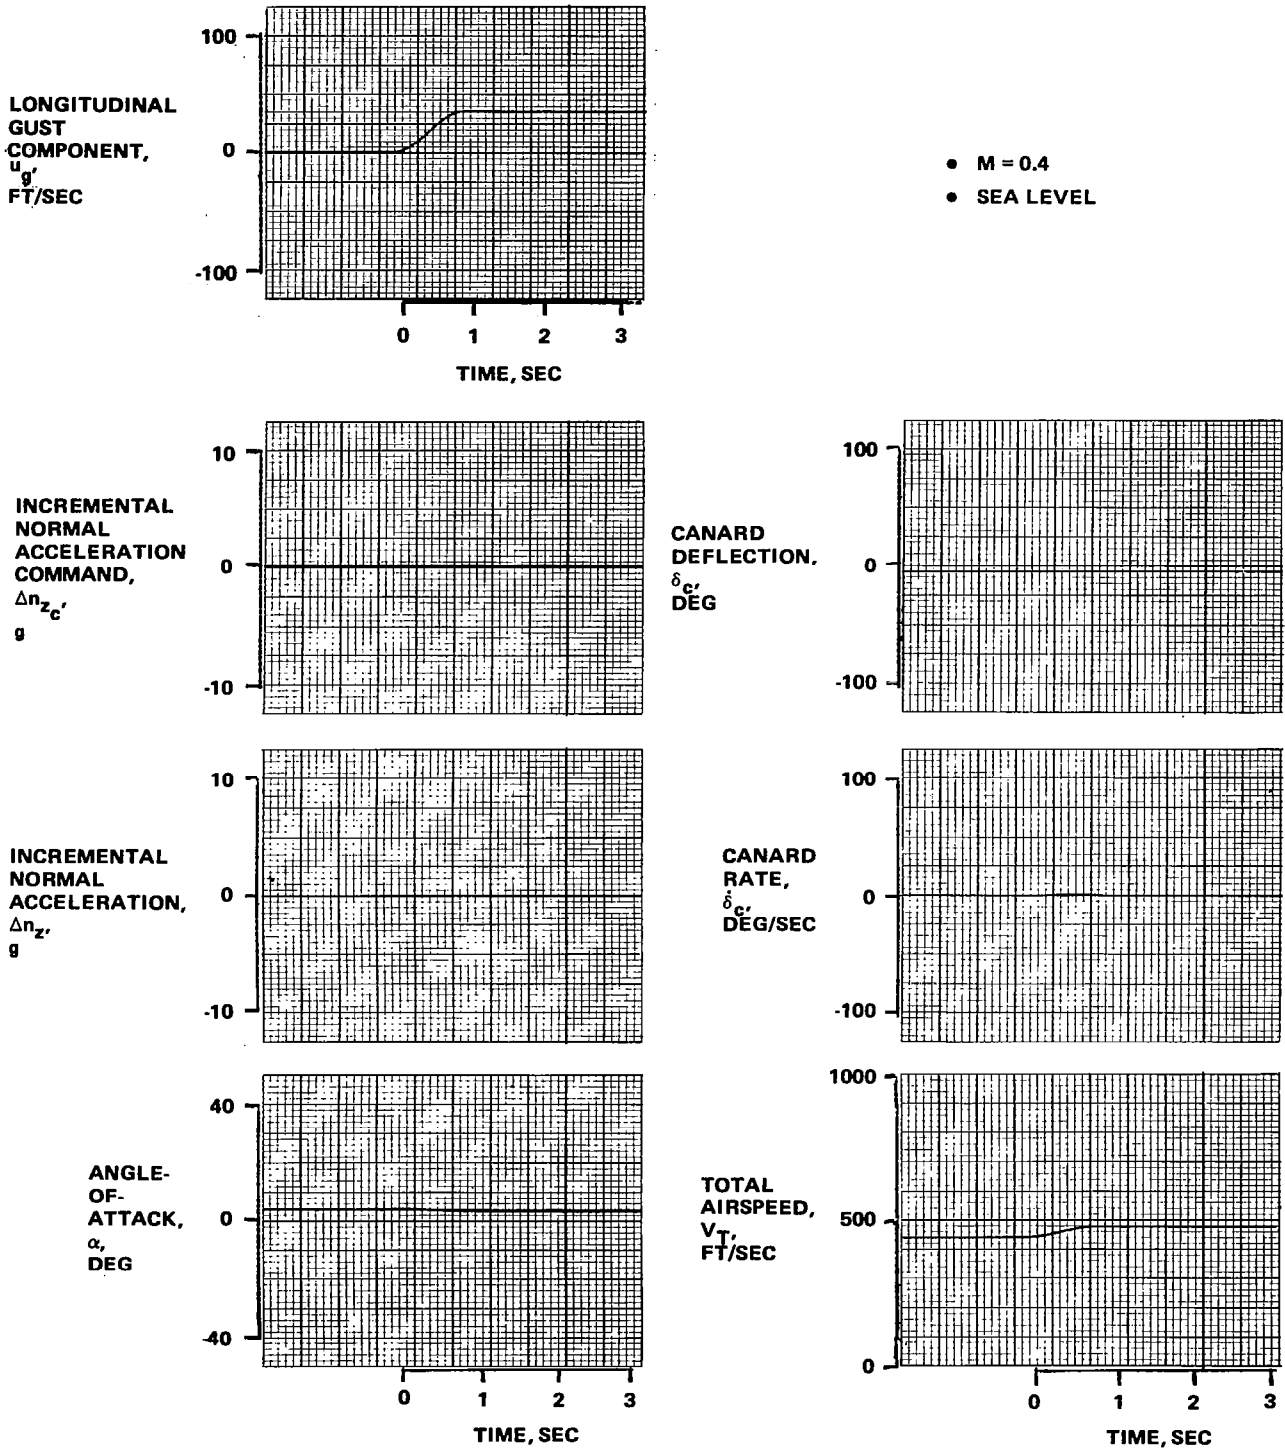 100
LONGITUDINAL
GUST
COMPONENT,
u_g,
FT/SEC
0
-100
0 1 2 3
TIME, SEC
● M = 0.4
● SEA LEVEL
10
INCREMENTAL
NORMAL
ACCELERATION
COMMAND,
Δn_z_c,
g
0
-10
100
CANARD
DEFLECTION,
δ_c,
DEG
0
-100
10
INCREMENTAL
NORMAL
ACCELERATION,
Δn_z,
g
0
-10
100
CANARD
RATE,
δ̇_c,
DEG/SEC
0
-100
40
ANGLE-
OF-
ATTACK,
α,
DEG
0
-40
0 1 2 3
TIME, SEC
1000
TOTAL
AIRSPEED,
V_T,
FT/SEC
500
0
0 1 2 3
TIME, SEC